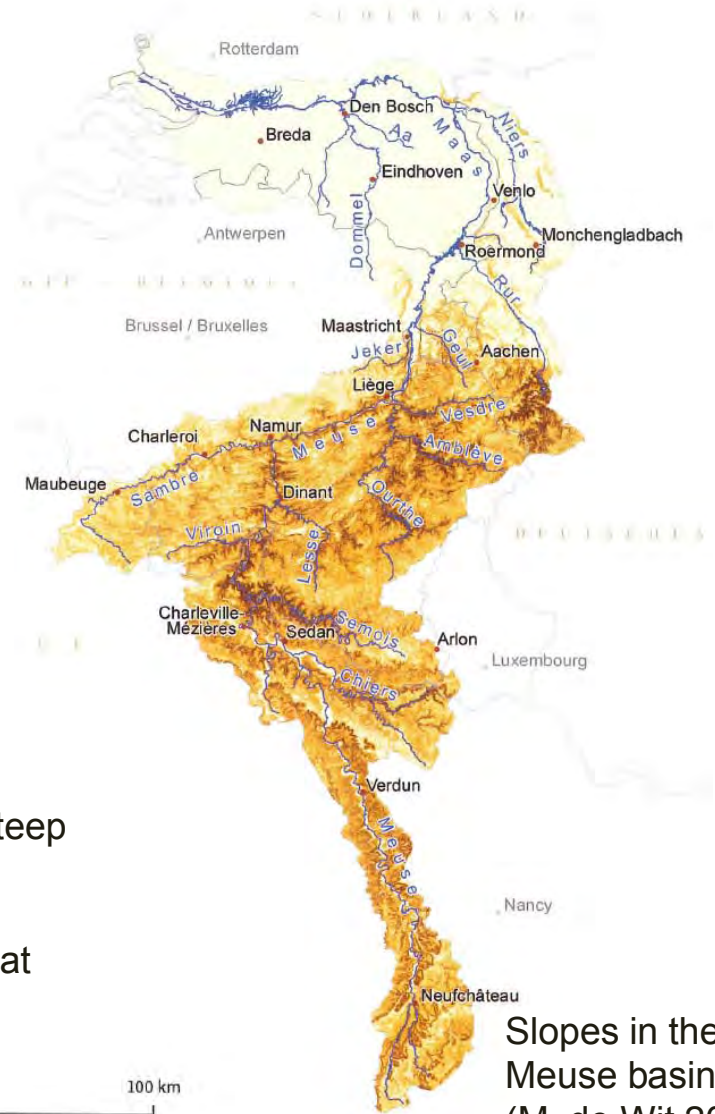 NEDERLAND
Rotterdam
Den Bosch
Aa
Maas
Niers
Breda
Eindhoven
Venlo
Dommel
Antwerpen
Monchengladbach
Roermond
Rur
Brussel / Bruxelles
Maastricht
Jeker
Geul
Aachen
Liège
Vesdre
Namur
Meuse
Charleroi
Amblève
Maubeuge
Sambre
Dinant
Ourthe
Viroin
Lesse
Charleville-
Mézières
Semois
Sedan
Arlon
Luxembourg
Chiers
Verdun
teep
Meuse
Nancy
at
Neufchâteau
Slopes in the
Meuse basin
100 km